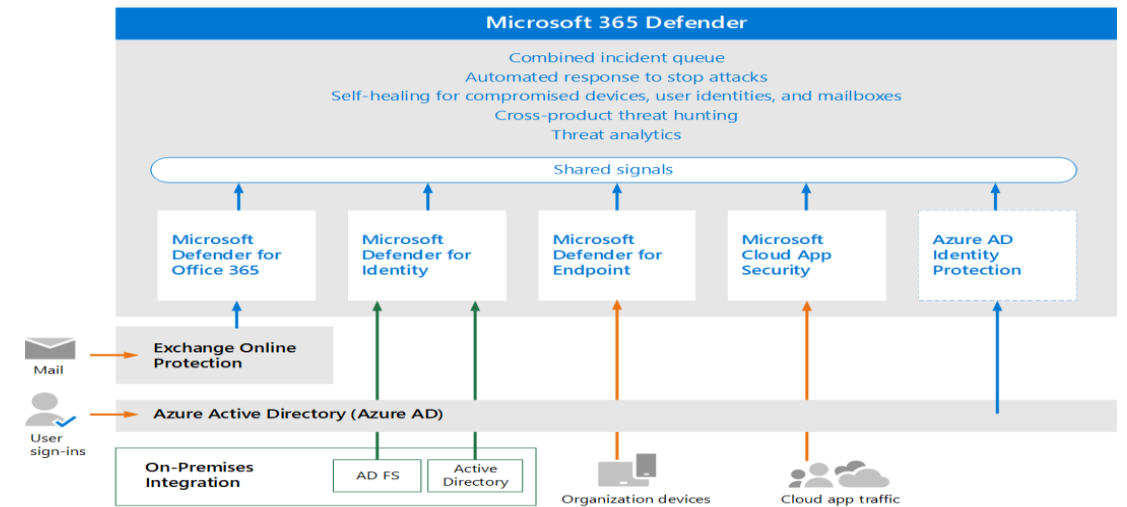 Microsoft 365 Defender
Combined incident queue
Automated response to stop attacks
Self-healing for compromised devices, user identities, and mailboxes
Cross-product threat hunting
Threat analytics
Shared signals
Microsoft
Defender for
Office 365
Microsoft
Defender for
Identity
Microsoft
Defender for
Endpoint
Microsoft
Cloud App
Security
Azure AD
Identity
Protection
Mail
Exchange Online
Protection
User
sign-ins
Azure Active Directory (Azure AD)
On-Premises
Integration
AD FS
Active
Directory
Organization devices
Cloud app traffic